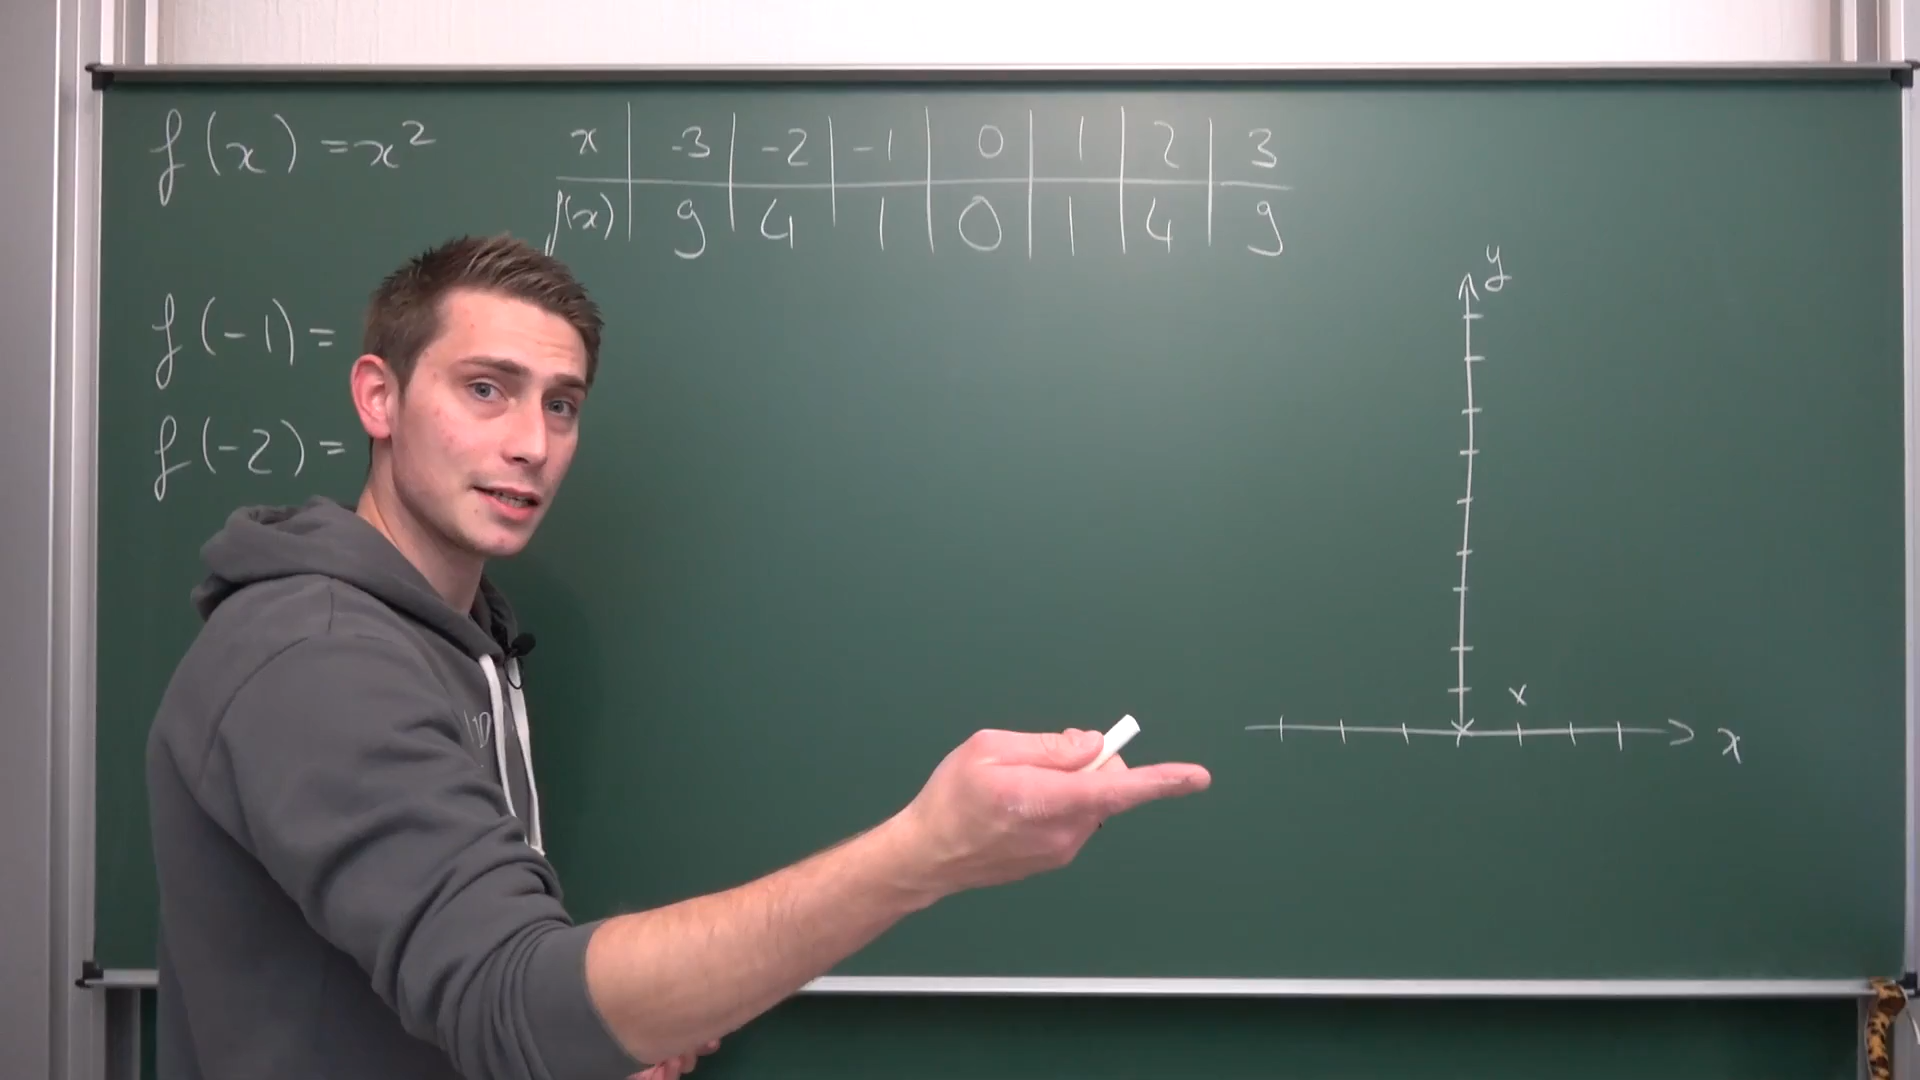 f(x) = x²
x | -3 | -2 | -1 | 0 | 1 | 2 | 3
f(x) | 9 | 4 | 1 | 0 | 1 | 4 | 9
f(-1) =
f(-2) =
y
x